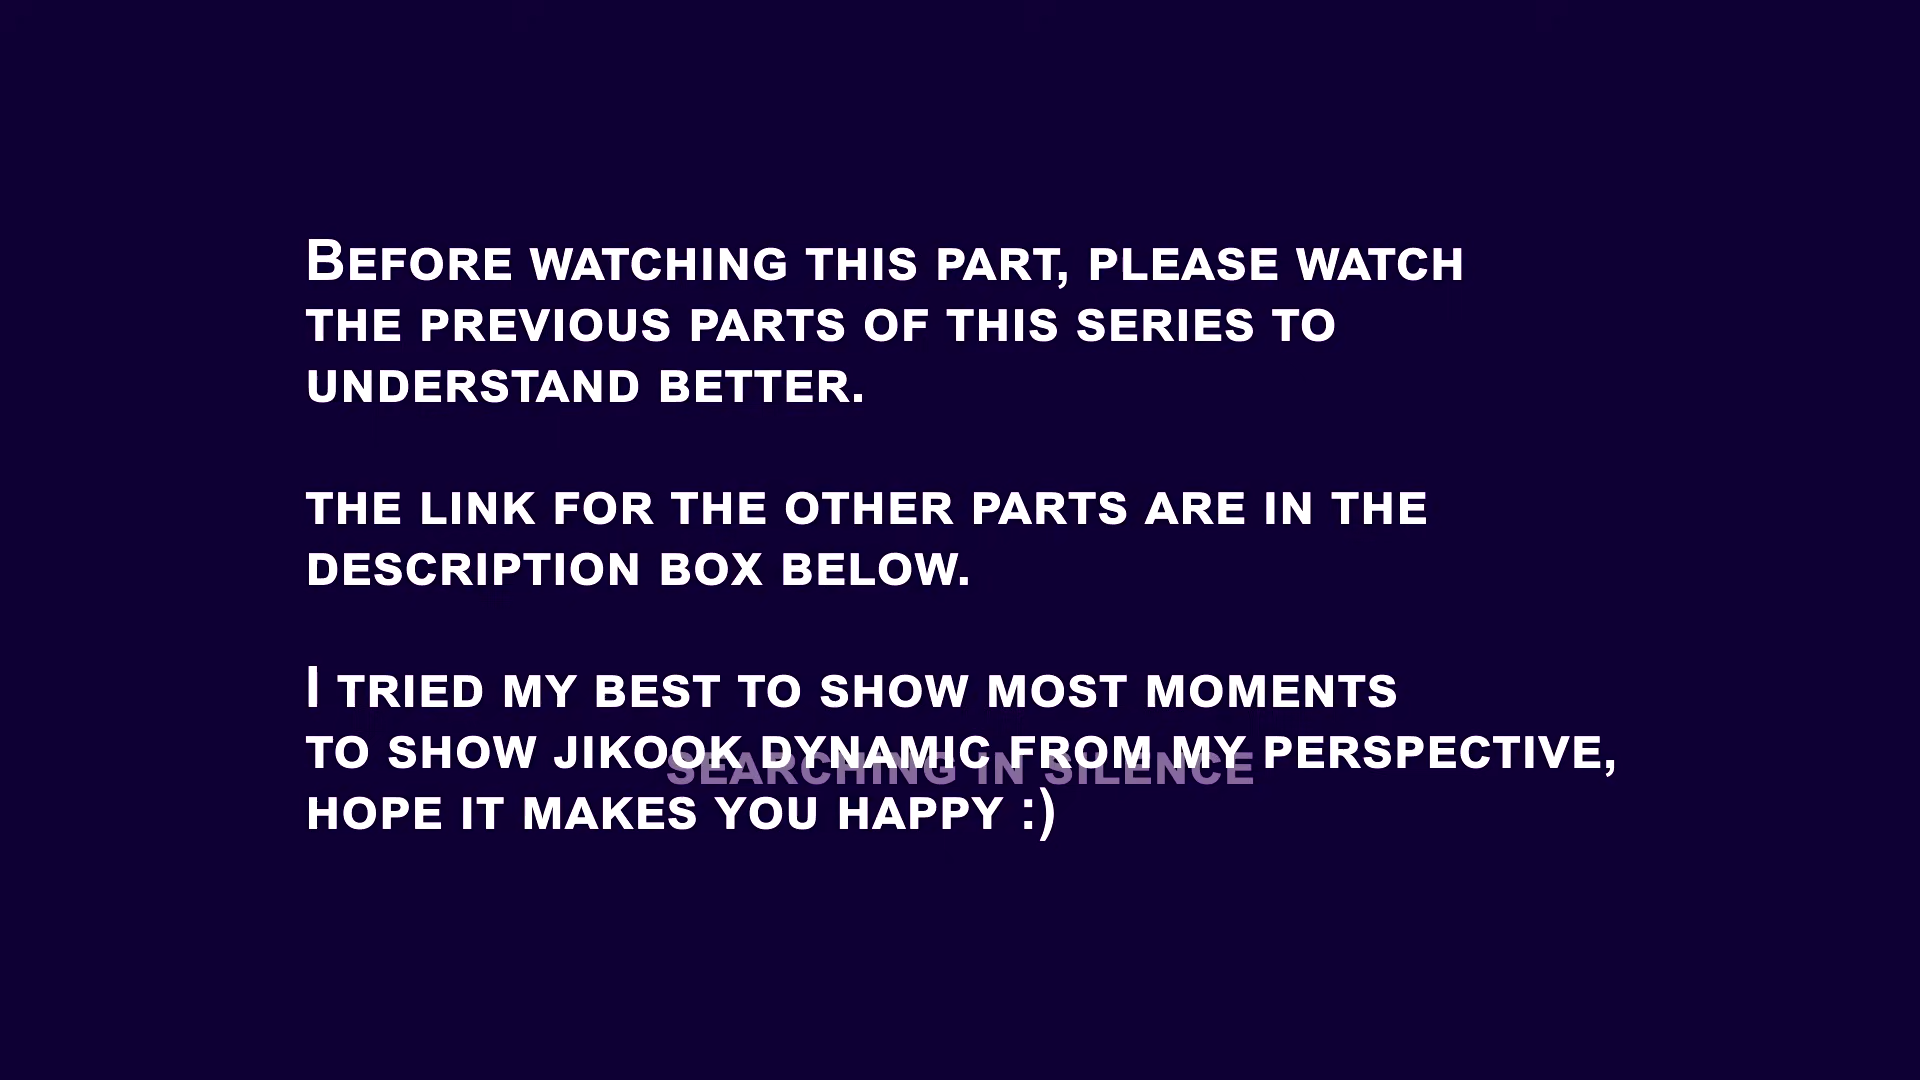 Before watching this part, please watch
the previous parts of this series to
understand better.
the link for the other parts are in the
description box below.
I tried my best to show most moments
to show jikook dynamic from my perspective,
searching in silence
hope it makes you happy :)